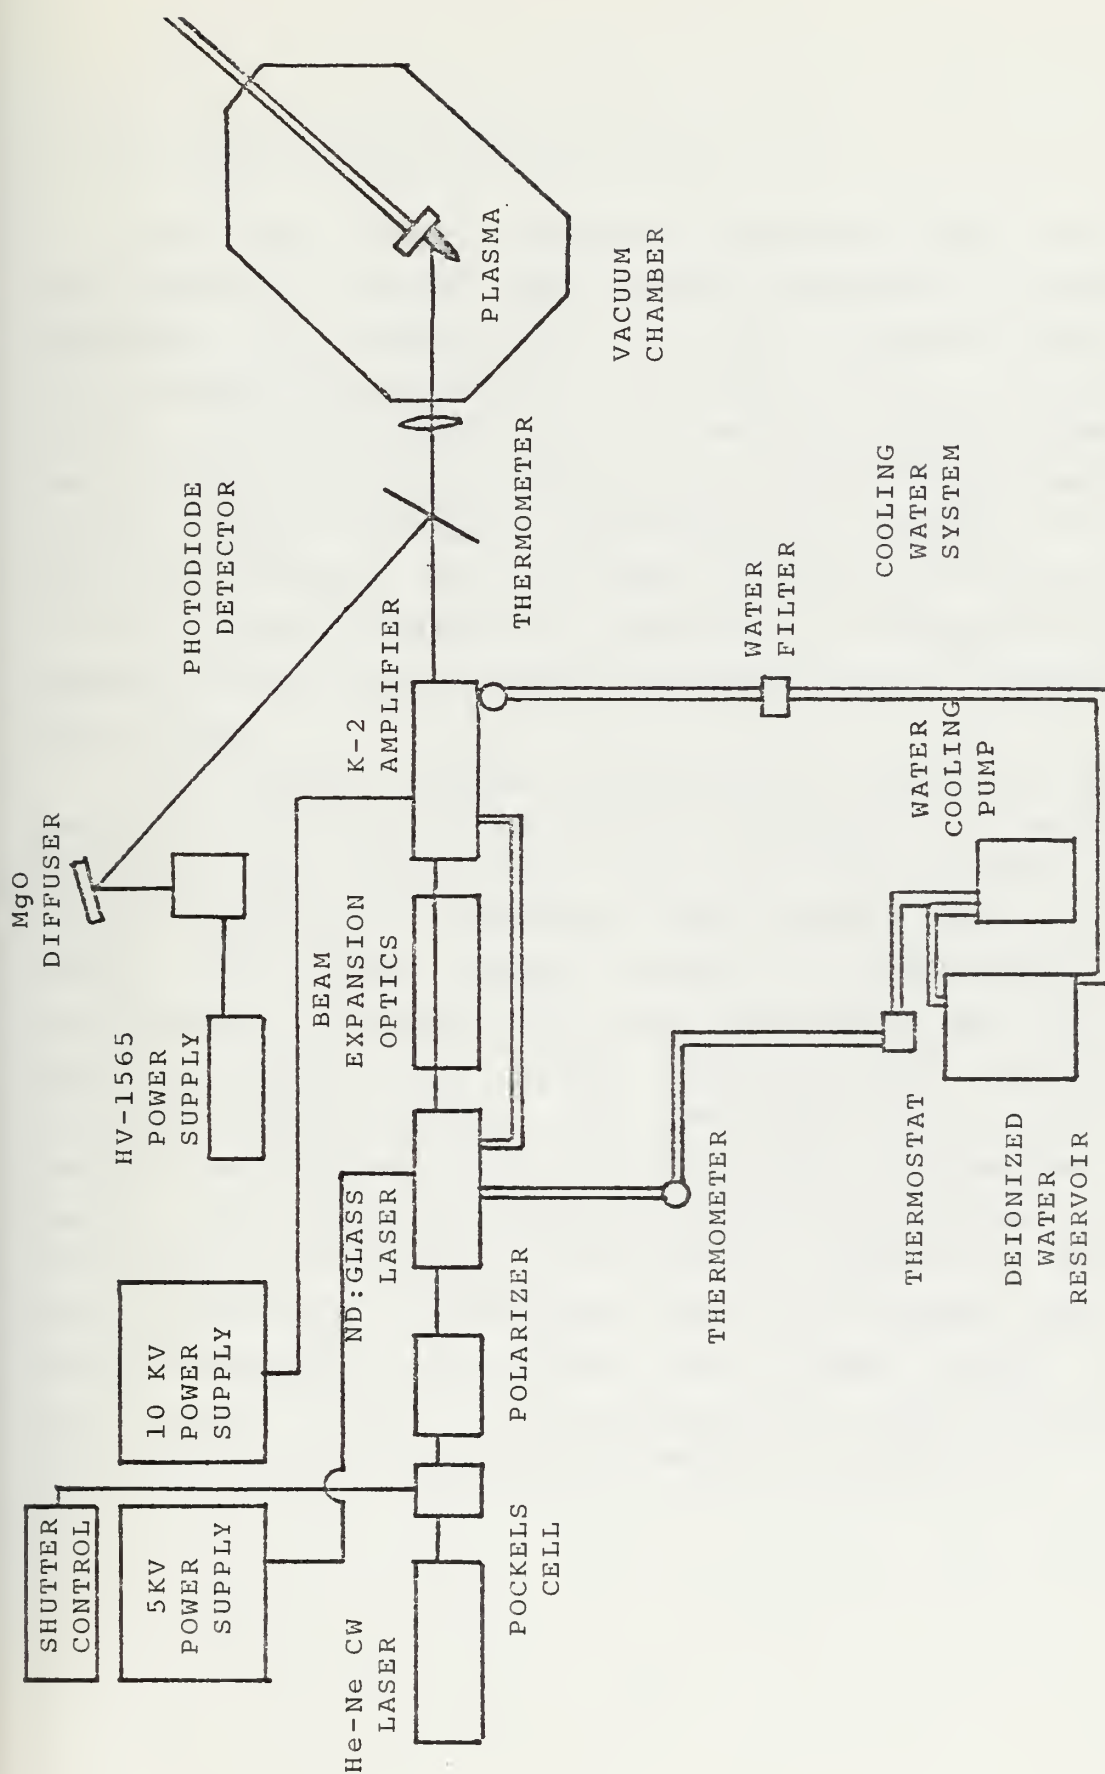 SHUTTER
CONTROL
5KV
POWER
SUPPLY
10 KV
POWER
SUPPLY
HV-1565
POWER
SUPPLY
MgO
DIFFUSER
PHOTODIODE
DETECTOR
He-Ne CW
LASER
POCKELS
CELL
POLARIZER
ND:GLASS
LASER
BEAM
EXPANSION
OPTICS
K-2
AMPLIFIER
THERMOMETER
PLASMA
VACUUM
CHAMBER
THERMOMETER
WATER
FILTER
THERMOSTAT
DEIONIZED
WATER
RESERVOIR
WATER
COOLING
PUMP
COOLING
WATER
SYSTEM